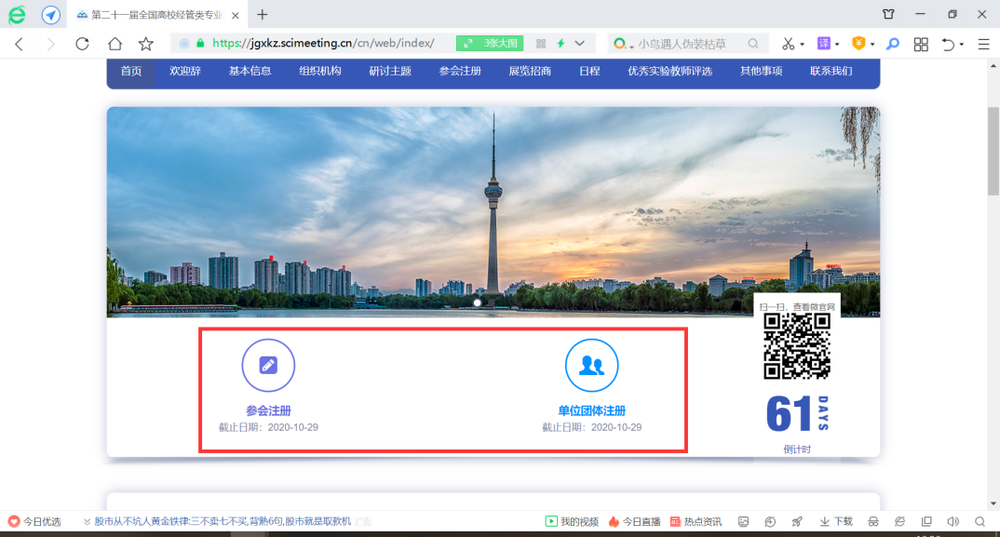 第二十一届全国高校经管类专业
https://jgxkz.scimeeting.cn/cn/web/index/
3张大图
小鸟遇人伪装枯草
译
首页 欢迎辞 基本信息 组织机构 研讨主题 参会注册 展览招商 日程 优秀实验教师评选 其他事项 联系我们
扫一扫，查看微官网
参会注册
截止日期：2020-10-29
单位团体注册
截止日期：2020-10-29
61 DAYS
倒计时
今日优选
股市从不坑人黄金铁律:三不卖七不买,背熟6句,股市就是取款机
我的视频 今日直播 热点资讯 下载